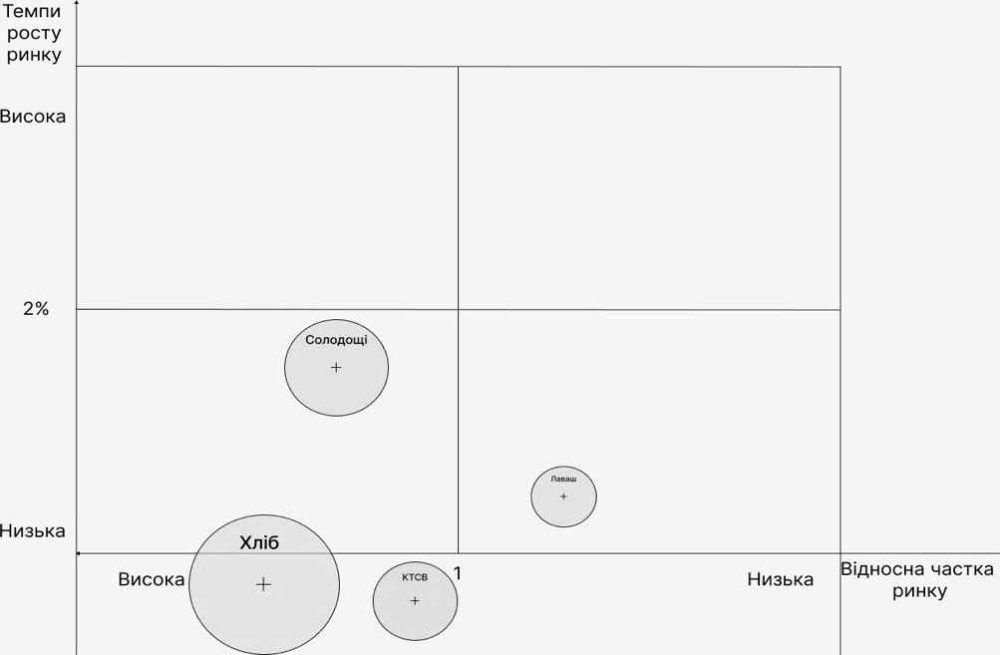 Темпи
росту
ринку
Висока
2%
Солодощі
Лаваш
Низька
Хліб
КТСВ
1
Висока
Низька
Відносна частка
ринку